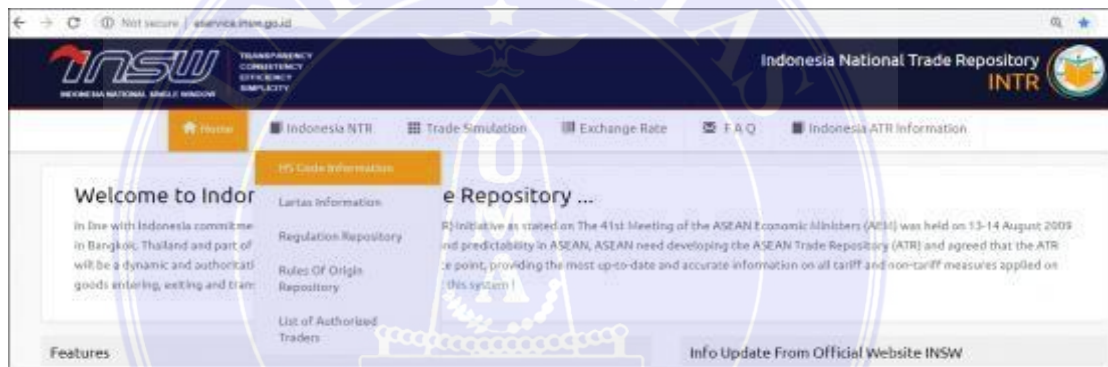 Not secure | eservice.insw.go.id
INSW
INDONESIA NATIONAL SINGLE WINDOW
TRANSPARENCY
CONSISTENCY
EFFICIENCY
SIMPLICITY
Indonesia National Trade Repository
INTR
Home
Indonesia NTR
Trade Simulation
Exchange Rate
F A Q
Indonesia ATR Information
HS Code Information
Lartas Information
Regulation Repository
Rules Of Origin
Repository
List of Authorized
Traders
Welcome to Indor e Repository ...
In line with Indonesia commitme R) Initiative as stated on The 41st Meeting of the ASEAN Economic Ministers (AEM) was held on 13-14 August 2009
in Bangkok, Thailand and part of nd predictability in ASEAN, ASEAN need developing the ASEAN Trade Repository (ATR) and agreed that the ATR
will be a dynamic and authoritati e point, providing the most up-to-date and accurate information on all tariff and non-tariff measures applied on
goods entering, exiting and tran this system !
Features
Info Update From Official Website INSW